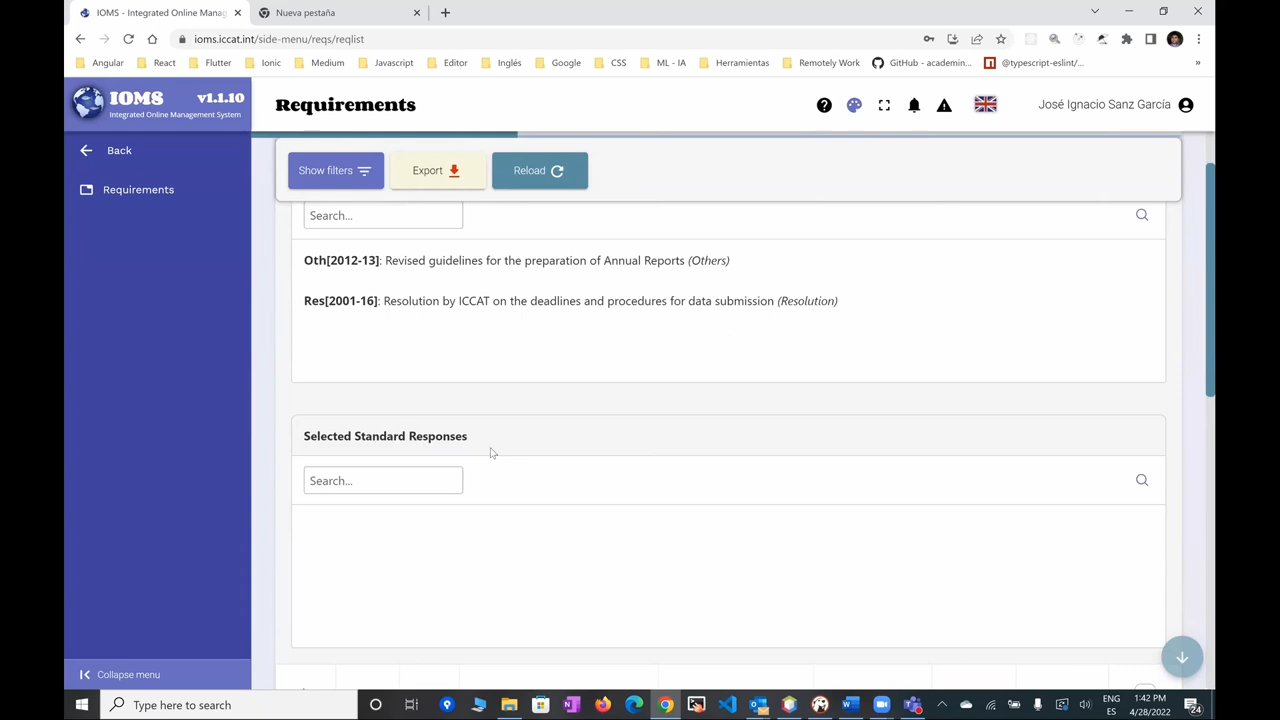 IOMS - Integrated Online Manag
Nueva pestaña
ioms.iccat.int/side-menu/reqs/reqlist
Angular
React
Flutter
Ionic
Medium
Javascript
Editor
Inglés
Google
CSS
ML - IA
Herramientas
Remotely Work
GitHub - academin...
@typescript-eslint/...
»
IOMS v1.1.10
Integrated Online Management System
Requirements
José Ignacio Sanz García
Back
Requirements
Show filters
Export
Reload
Search...
Oth[2012-13]: Revised guidelines for the preparation of Annual Reports (Others)
Res[2001-16]: Resolution by ICCAT on the deadlines and procedures for data submission (Resolution)
Selected Standard Responses
Search...
Collapse menu
Type here to search
ENG
ES
1:42 PM
4/28/2022
24